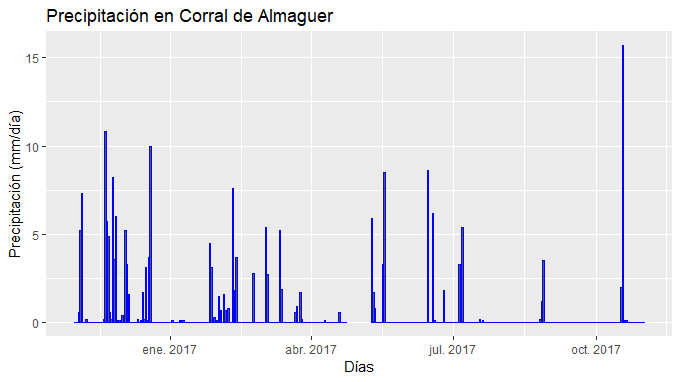 Precipitación en Corral de Almaguer
Precipitación (mm/día)
15
10
5
0
ene. 2017 abr. 2017 jul. 2017 oct. 2017
Días